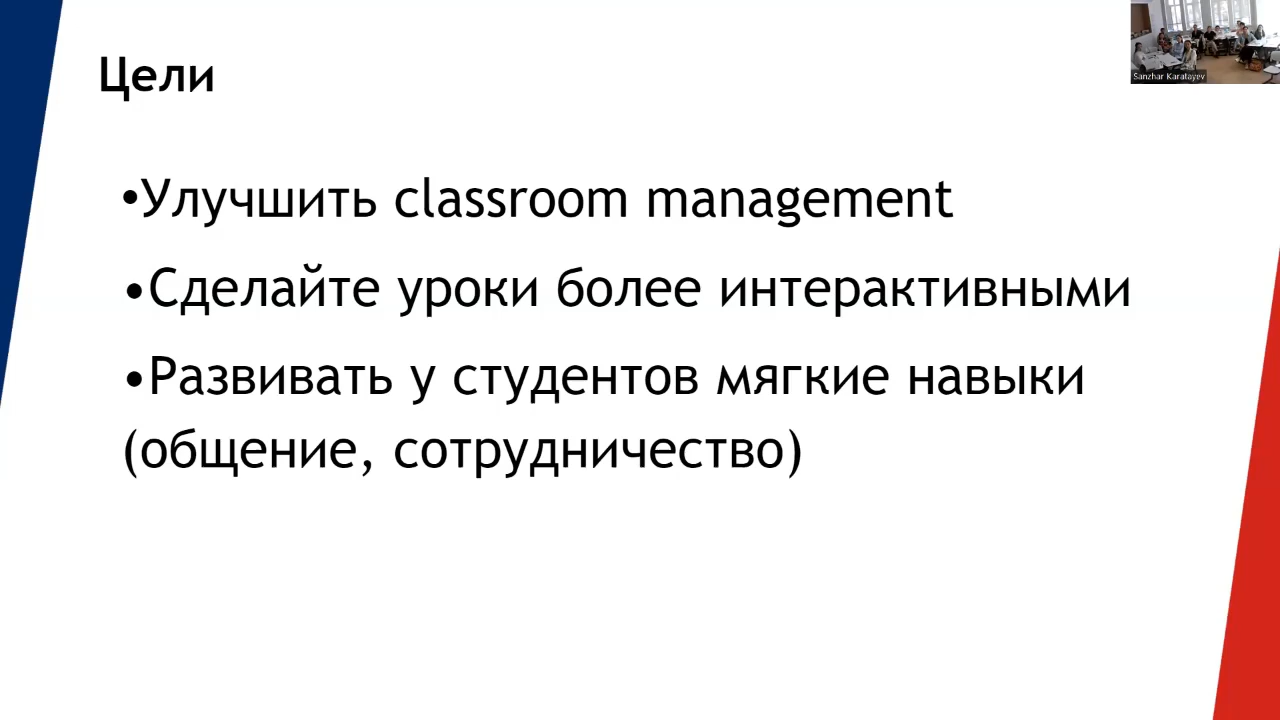 Цели
Sanzhar Karatayev
•Улучшить classroom management
•Сделайте уроки более интерактивными
•Развивать у студентов мягкие навыки
(общение, сотрудничество)